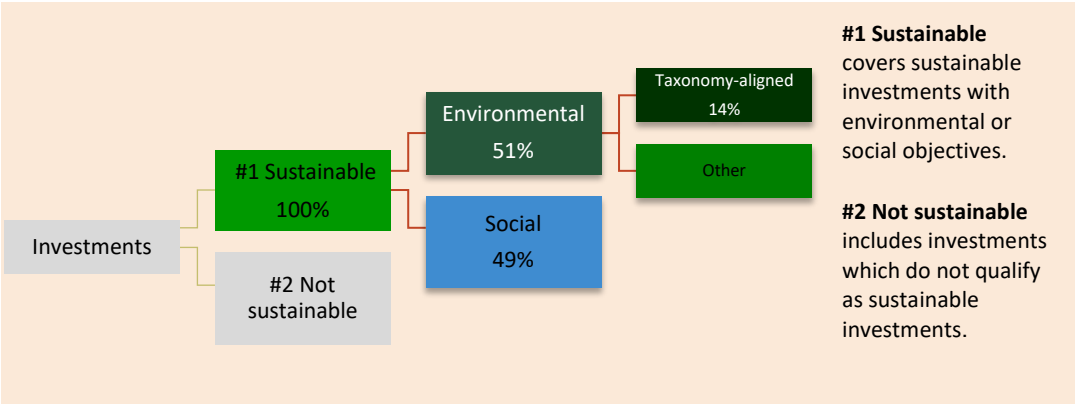 Investments
#1 Sustainable
100%
#2 Not
sustainable
Environmental
51%
Social
49%
Taxonomy-aligned
14%
Other
#1 Sustainable
covers sustainable
investments with
environmental or
social objectives.
#2 Not sustainable
includes investments
which do not qualify
as sustainable
investments.